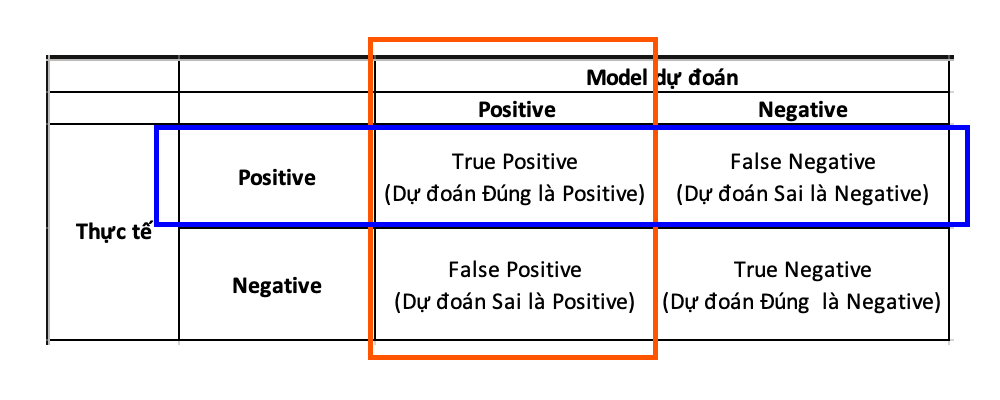 Model dự đoán
Positive
Negative
Thực tế
Positive
True Positive
(Dự đoán Đúng là Positive)
False Negative
(Dự đoán Sai là Negative)
Negative
False Positive
(Dự đoán Sai là Positive)
True Negative
(Dự đoán Đúng là Negative)